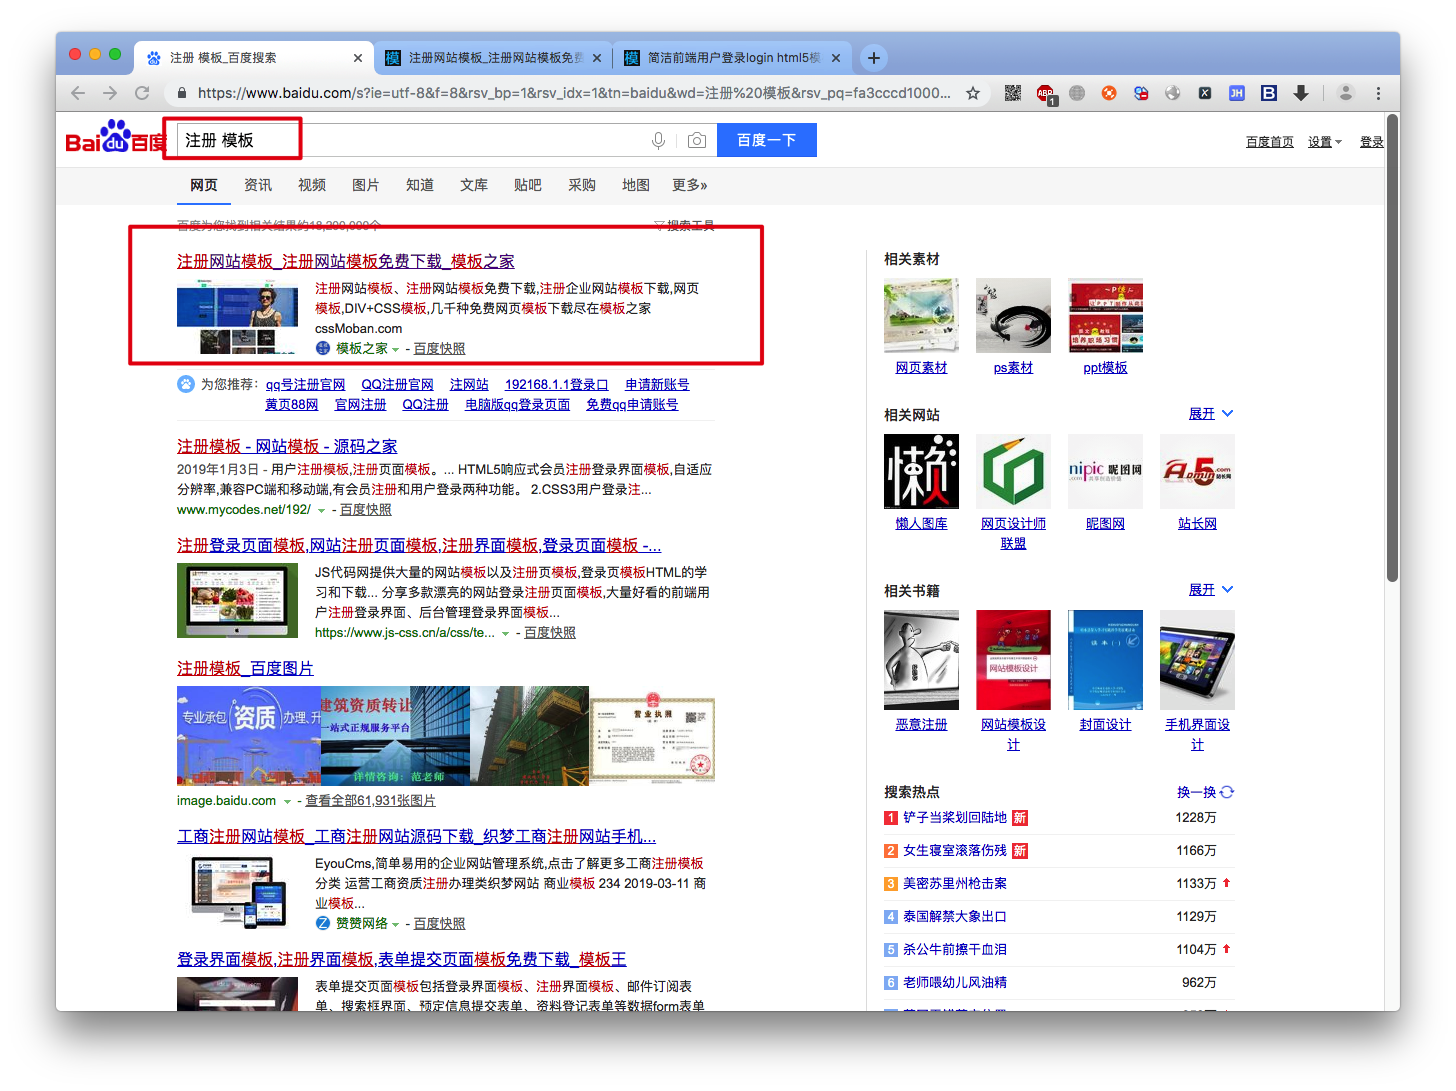 注册 模板_百度搜索
注册网站模板_注册网站模板免费
简洁前端用户登录login html5模
https://www.baidu.com/s?ie=utf-8&f=8&rsv_bp=1&rsv_idx=1&tn=baidu&wd=注册%20模板&rsv_pq=fa3cccd1000...
ABP
1
JH
B
Bai du 百度
注册 模板
百度一下
百度首页 设置 登录
网页 资讯 视频 图片 知道 文库 贴吧 采购 地图 更多»
百度为您找到相关结果约18,200,000个
搜索工具
注册网站模板_注册网站模板免费下载_模板之家
注册网站模板、注册网站模板免费下载,注册企业网站模板下载,网页
模板,DIV+CSS模板,几千种免费网页模板下载尽在模板之家
cssMoban.com
模板之家 - 百度快照
为您推荐: qq号注册官网 QQ注册官网 注网站 192168.1.1登录口 申请新账号
黄页88网 官网注册 QQ注册 电脑版qq登录页面 免费qq申请账号
注册模板 - 网站模板 - 源码之家
2019年1月3日 - 用户注册模板,注册页面模板。... HTML5响应式会员注册登录界面模板,自适应
分辨率,兼容PC端和移动端,有会员注册和用户登录两种功能。 2.CSS3用户登录注...
www.mycodes.net/192/ - 百度快照
注册登录页面模板,网站注册页面模板,注册界面模板,登录页面模板 -...
JS代码网提供大量的网站模板以及注册页模板,登录页模板HTML的学
习和下载... 分享多款漂亮的网站登录注册页面模板,大量好看的前端用
户注册登录界面、后台管理登录界面模板...
https://www.js-css.cn/a/css/te... - 百度快照
注册模板_百度图片
专业承包 资质 办理、升
建筑资质转让
一站式正规服务平台
详情咨询：范老师
营业执照
image.baidu.com - 查看全部61,931张图片
工商注册网站模板_工商注册网站源码下载_织梦工商注册网站手机...
EyouCms,简单易用的企业网站管理系统,点击了解更多工商注册模板
分类 运营工商资质注册办理类织梦网站 商业模板 234 2019-03-11 商
业模板...
赞赞网络 - 百度快照
登录界面模板,注册界面模板,表单提交页面模板免费下载_模板王
表单提交页面模板包括登录界面模板、注册界面模板、邮件订阅表
单、搜索框界面、预定信息提交表单、资料登记表单等数据form表单
相关素材
网页素材 ps素材 ppt模板
相关网站 展开
懒人
nipic 昵图网
Admin5.com 站长网
懒人图库 网页设计师联盟 昵图网 站长网
相关书籍 展开
网站模板设计
恶意注册 网站模板设计 封面设计 手机界面设计
搜索热点 换一换
1 铲子当桨划回陆地 新 1228万
2 女生寝室滚落伤残 新 1166万
3 美密苏里州枪击案 1133万
4 泰国解禁大象出口 1129万
5 杀公牛前擦干血泪 1104万
6 老师喂幼儿风油精 962万